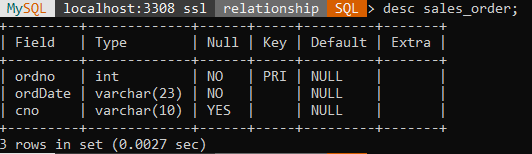 MySQL localhost:3308 ssl relationship SQL > desc sales_order;
+---------+-------------+------+-----+---------+-------+
| Field   | Type        | Null | Key | Default | Extra |
+---------+-------------+------+-----+---------+-------+
| ordno   | int         | NO   | PRI | NULL    |       |
| ordDate | varchar(23) | NO   |     | NULL    |       |
| cno     | varchar(10) | YES  |     | NULL    |       |
+---------+-------------+------+-----+---------+-------+
3 rows in set (0.0027 sec)